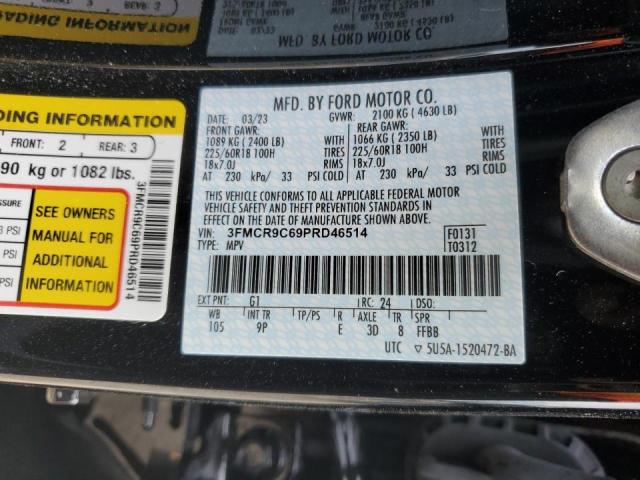 DING INFORMATION
FRONT: 2 REAR: 3
90 kg or 1082 lbs.
SEE OWNERS
MANUAL FOR
ADDITIONAL
INFORMATION
3FMCR9C69PRD46514
MFD. BY FORD MOTOR CO.
03/23 GVWR: 2100 KG ( 4630 LB)
FRONT GAWR: REAR GAWR:
1089 KG ( 2400 LB) WITH 1066 KG ( 2350 LB) WITH
225/60R18 100H TIRES 225/60R18 100H TIRES
18x7.0J RIMS 18x7.0J RIMS
AT 230 kPa/ 33 PSI COLD AT 230 kPa/ 33 PSI COLD
THIS VEHICLE CONFORMS TO ALL APPLICABLE FEDERAL MOTOR
VEHICLE SAFETY AND THEFT PREVENTION STANDARDS IN
EFFECT ON THE DATE OF MANUFACTURE SHOWN ABOVE.
VIN: 3FMCR9C69PRD46514 F0131
TYPE: MPV T0312
EXT PNT: G1 RC: 24 DSO:
WB INT TR TP/PS R AXLE TR SPR
105 9P E 3D 8 FFBB
UTC ▽ 5U5A-1520472-BA